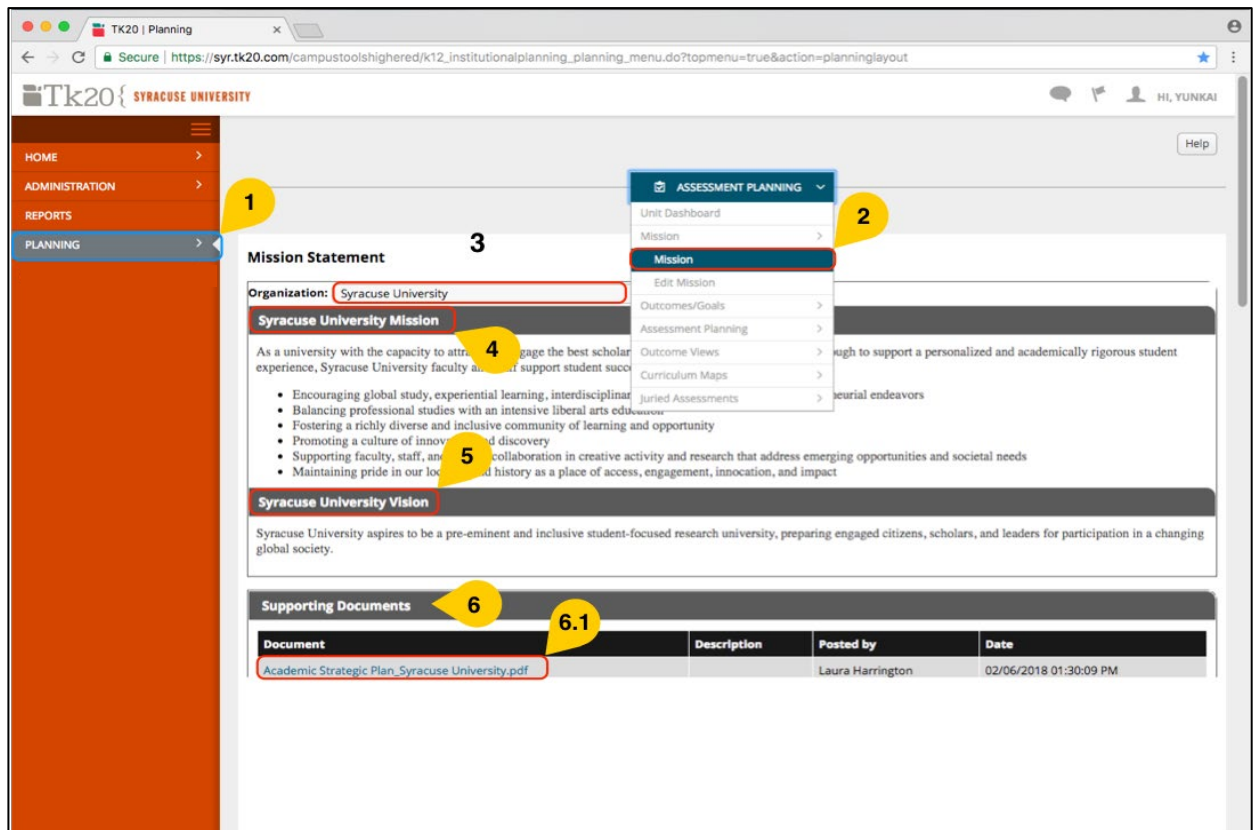 TK20 | Planning
Secure | https://syr.tk20.com/campustoolshighered/k12_institutionalplanning_planning_menu.do?topmenu=true&action=planninglayout
Tk20{ SYRACUSE UNIVERSITY
HI, YUNKAI
Help
HOME
ADMINISTRATION
REPORTS
PLANNING
1
ASSESSMENT PLANNING
Unit Dashboard
Mission
Mission
Edit Mission
Outcomes/Goals
Assessment Planning
Outcome Views
Curriculum Maps
Juried Assessments
2
3
Mission Statement
Organization: Syracuse University
Syracuse University Mission
4
As a university with the capacity to gage the best scholar ough to support a personalized and academically rigorous student
experience, Syracuse University faculty support student succ
• Encouraging global study, experiential learning, interdisciplinar neurial endeavors
• Balancing professional studies with an intensive liberal arts education
• Fostering a richly diverse and inclusive community of learning and opportunity
• Promoting a culture of discovery
• Supporting faculty, staff, collaboration in creative activity and research that address emerging opportunities and societal needs
• Maintaining pride in our history as a place of access, engagement, innocation, and impact
5
Syracuse University Vision
Syracuse University aspires to be a pre-eminent and inclusive student-focused research university, preparing engaged citizens, scholars, and leaders for participation in a changing
global society.
Supporting Documents
6
6.1
Document Description Posted by Date
Academic Strategic Plan_Syracuse University.pdf Laura Harrington 02/06/2018 01:30:09 PM